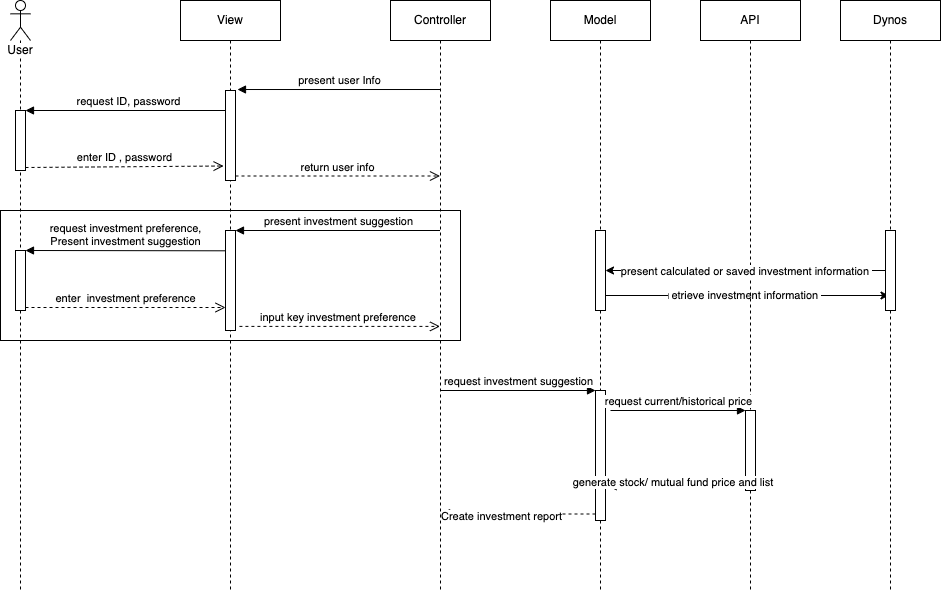 View
Controller
Model
API
Dynos
User
present user Info
request ID, password
enter ID , password
return user info
present investment suggestion
request investment preference,
Present investment suggestion
present calculated or saved investment information
etrieve investment information
enter investment preference
input key investment preference
request investment suggestion
request current/historical price
generate stock/ mutual fund price and list
Create investment report